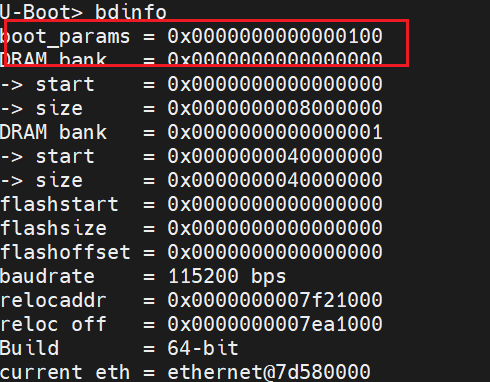 U-Boot> bdinfo
boot_params = 0x0000000000000100
DRAM bank   = 0x0000000000000000
-> start    = 0x0000000000000000
-> size     = 0x0000000008000000
DRAM bank   = 0x0000000000000001
-> start    = 0x0000000040000000
-> size     = 0x0000000040000000
flashstart  = 0x0000000000000000
flashsize   = 0x0000000000000000
flashoffset = 0x0000000000000000
baudrate    = 115200 bps
relocaddr   = 0x0000000007f21000
reloc off   = 0x0000000007ea1000
Build       = 64-bit
current eth = ethernet@7d580000